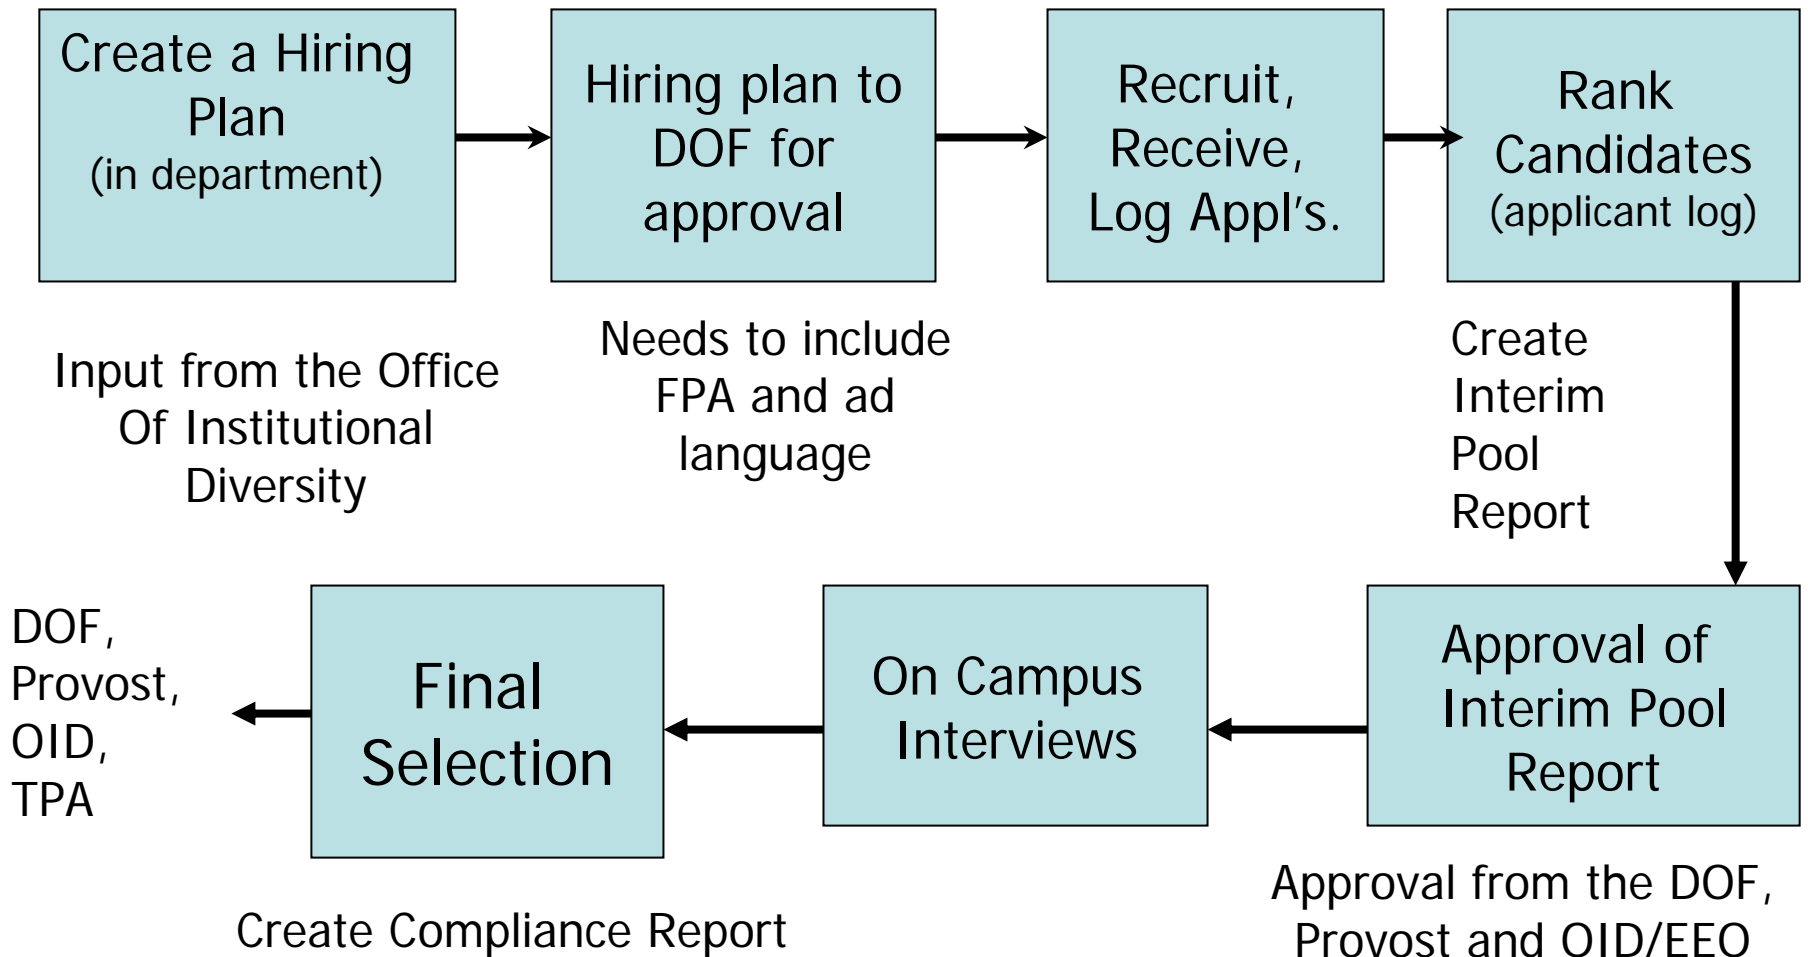 Create a Hiring
Plan
(in department)
Hiring plan to
DOF for
approval
Recruit,
Receive,
Log Appl's.
Rank
Candidates
(applicant log)
Input from the Office
Of Institutional
Diversity
Needs to include
FPA and ad
language
Create
Interim
Pool
Report
Approval of
Interim Pool
Report
Approval from the DOF,
Provost and OID/EEO
On Campus
Interviews
Final
Selection
Create Compliance Report
DOF,
Provost,
OID,
TPA